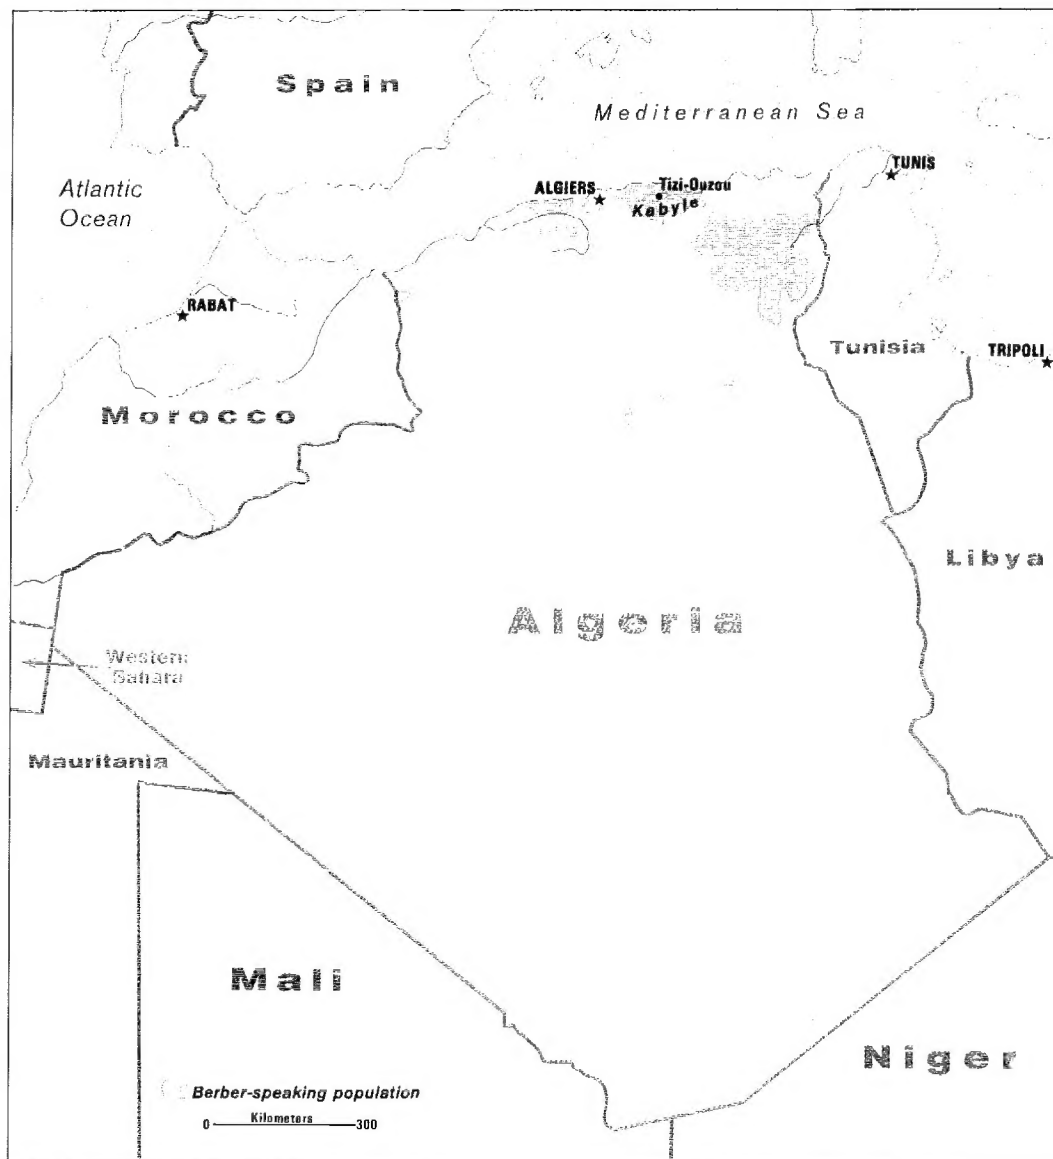 Spain
Mediterranean Sea
Atlantic
Ocean
TUNIS
ALGIERS
Tizi-Ouzou
Kabyle
RABAT
Tunisia
TRIPOLI
Morocco
Libya
Algeria
Western
Sahara
Mauritania
Mali
Niger
Berber-speaking population
0 Kilometers 300